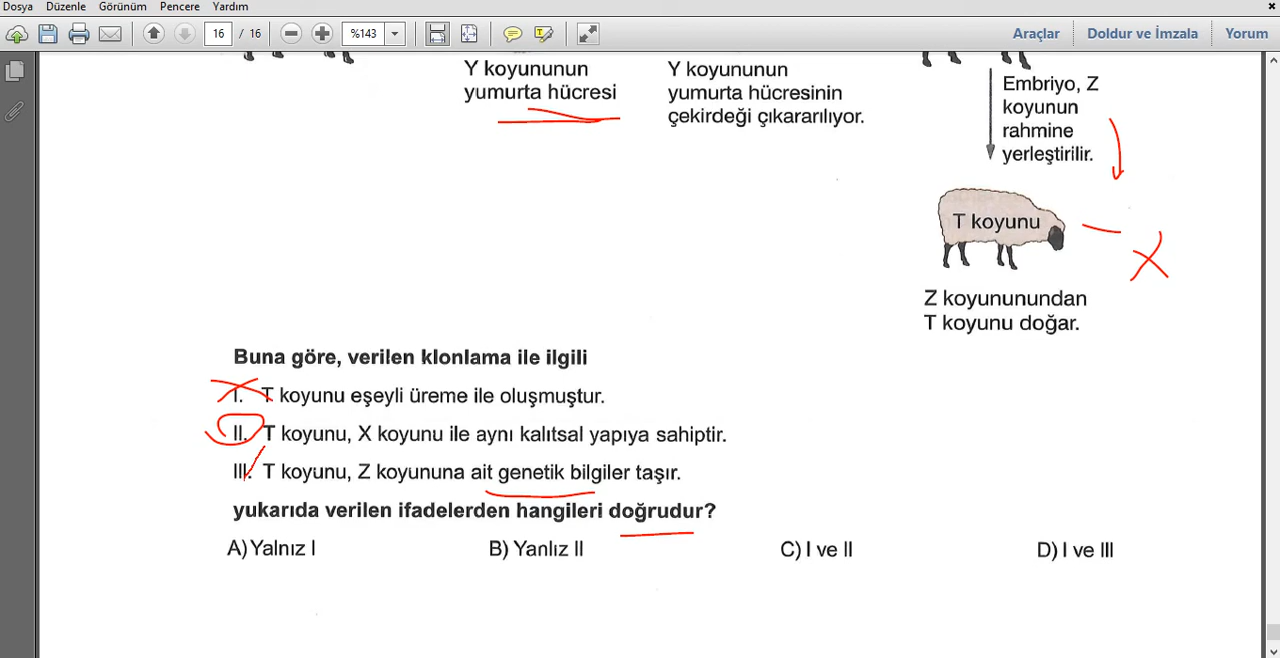 Dosya Düzenle Görünüm Pencere Yardım
16 / 16 %143 Araçlar Doldur ve İmzala Yorum
Y koyununun
yumurta hücresi
Y koyununun
yumurta hücresinin
çekirdeği çıkararılıyor.
Embriyo, Z
koyunun
rahmine
yerleştirilir.
T koyunu
X
Z koyununundan
T koyunu doğar.
Buna göre, verilen klonlama ile ilgili
I. T koyunu eşeyli üreme ile oluşmuştur.
II. T koyunu, X koyunu ile aynı kalıtsal yapıya sahiptir.
III. T koyunu, Z koyununa ait genetik bilgiler taşır.
yukarıda verilen ifadelerden hangileri doğrudur?
A) Yalnız I B) Yanlız II C) I ve II D) I ve III